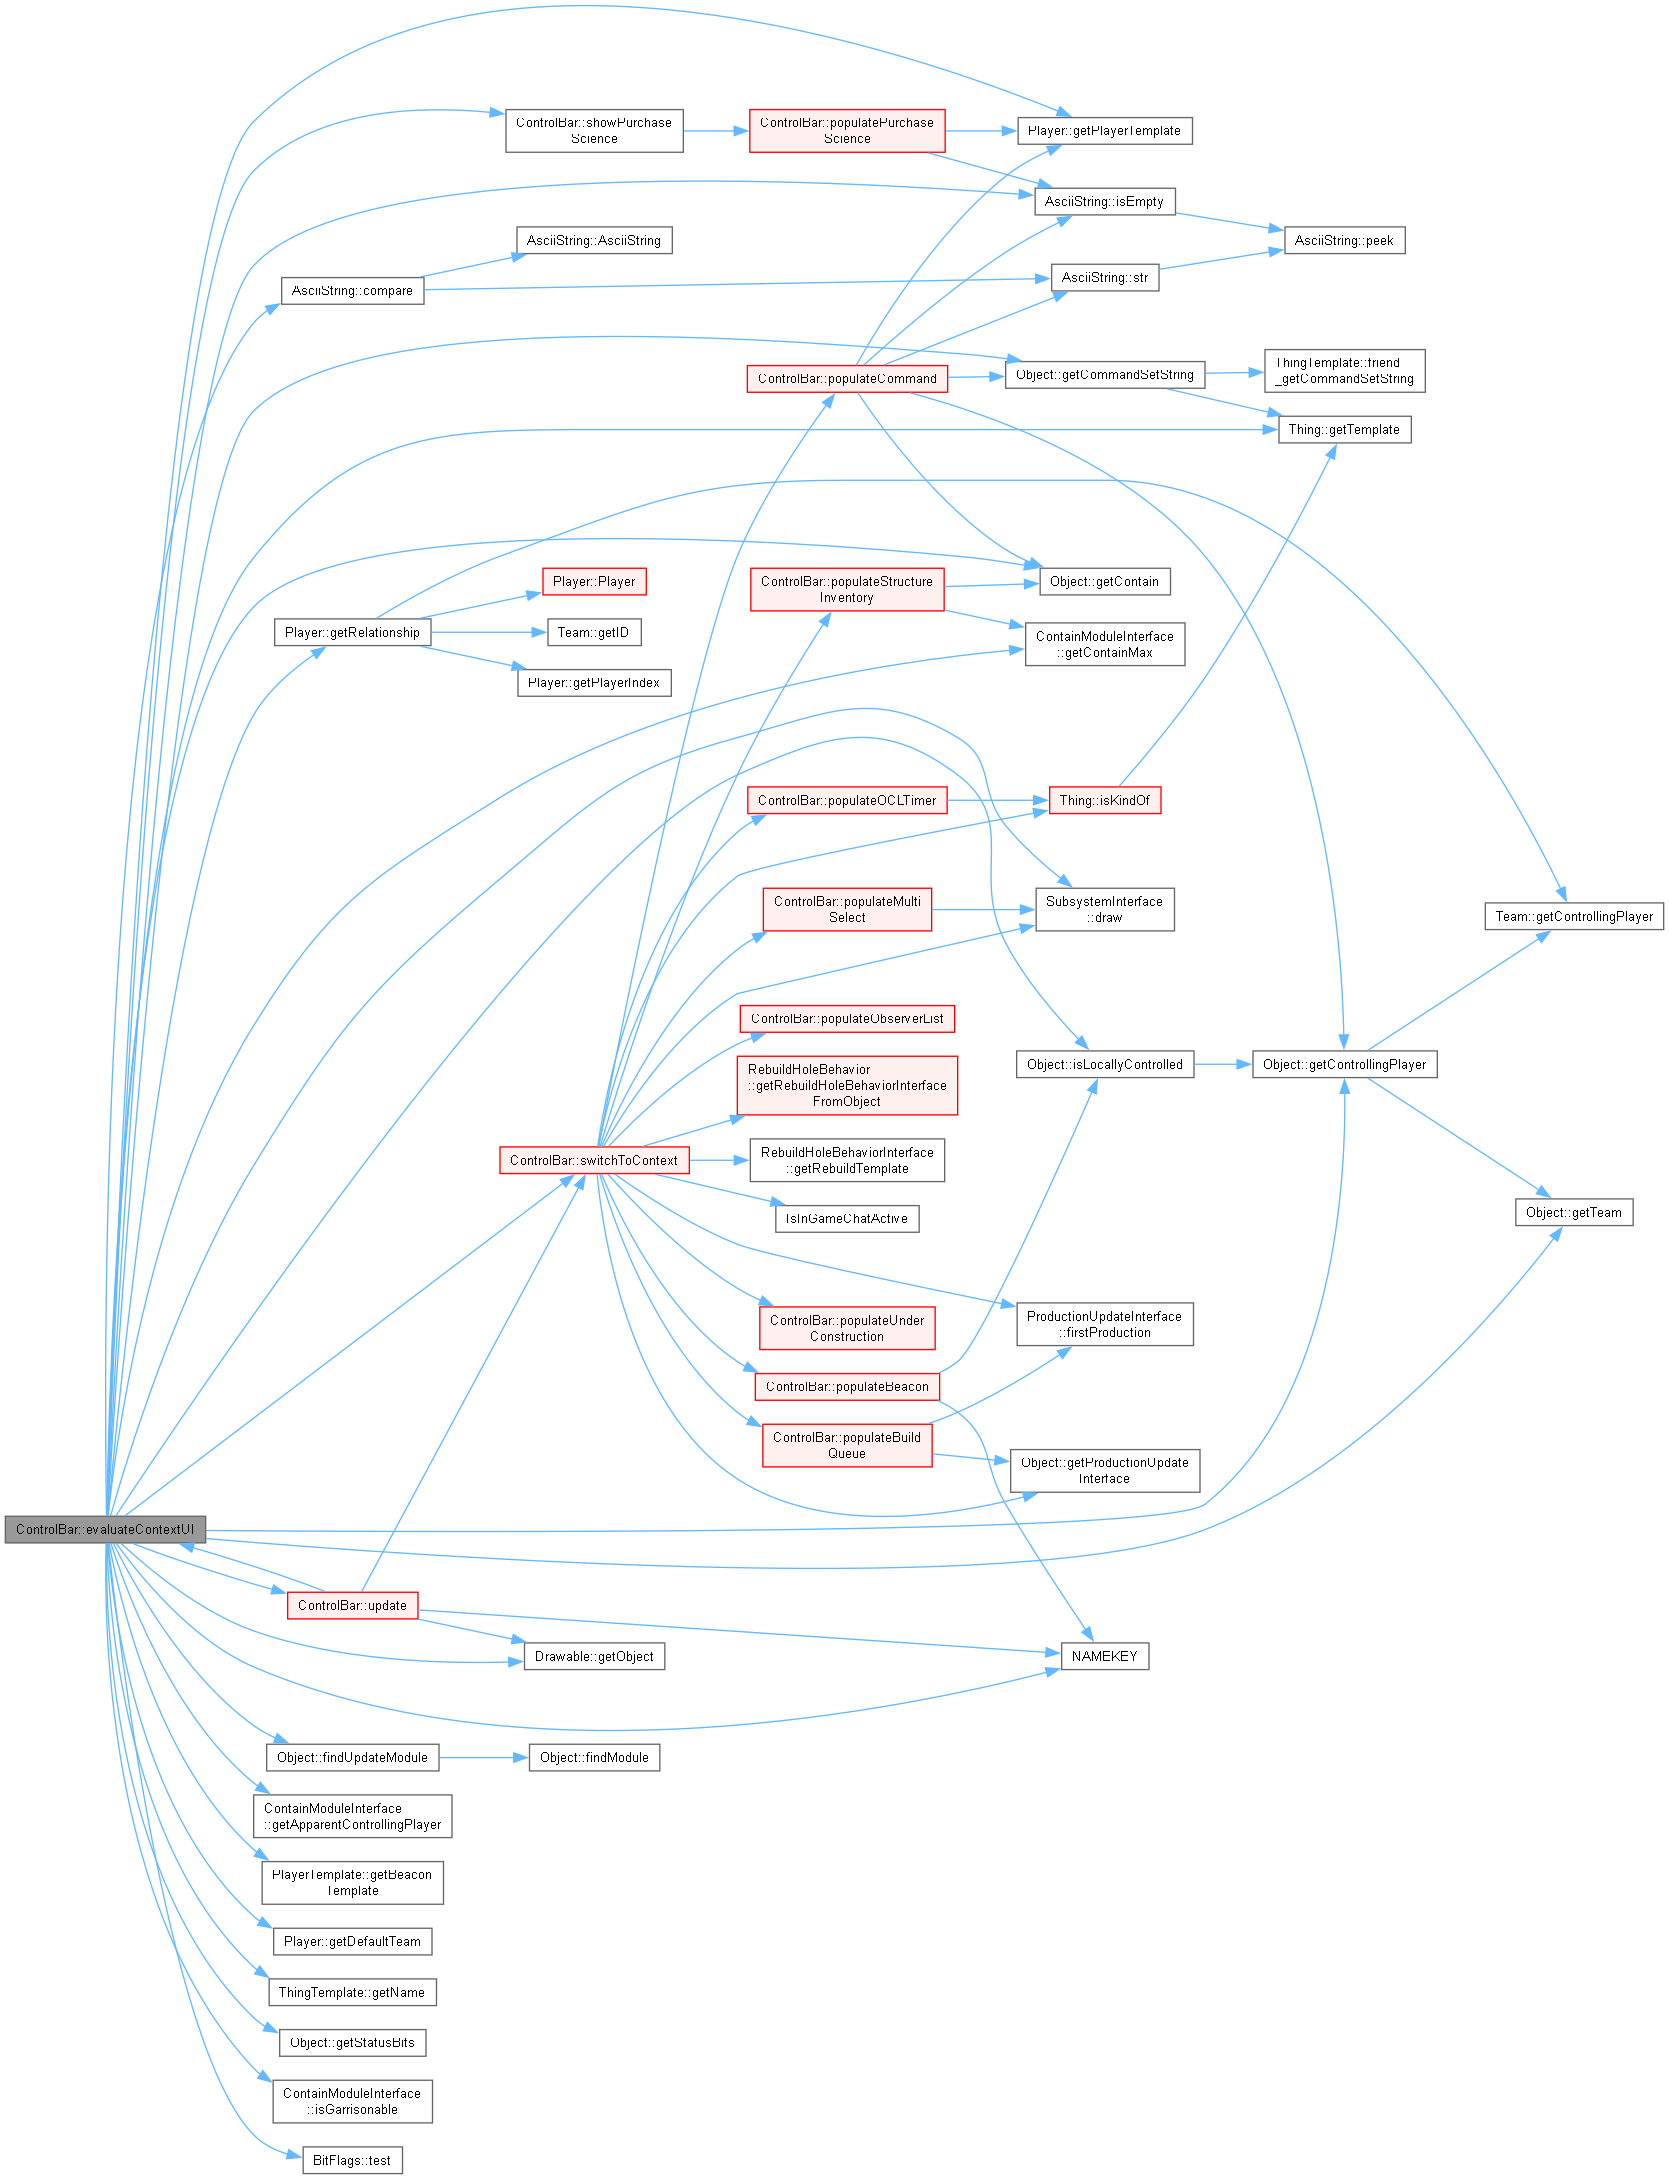 ControlBar::showPurchase
Science
ControlBar::populatePurchase
Science
Player::getPlayerTemplate
AsciiString::isEmpty
AsciiString::AsciiString
AsciiString::peek
AsciiString::compare
AsciiString::str
ControlBar::populateCommand
Object::getCommandSetString
ThingTemplate::friend
_getCommandSetString
Thing::getTemplate
Player::Player
ControlBar::populateStructure
Inventory
Object::getContain
Player::getRelationship
Team::getID
ContainModuleInterface
::getContainMax
Player::getPlayerIndex
ControlBar::populateOCLTimer
Thing::isKindOf
ControlBar::populateMulti
Select
SubsystemInterface
::draw
Team::getControllingPlayer
ControlBar::populateObserverList
RebuildHoleBehavior
::getRebuildHoleBehaviorInterface
FromObject
Object::isLocallyControlled
Object::getControllingPlayer
ControlBar::switchToContext
RebuildHoleBehaviorInterface
::getRebuildTemplate
IsInGameChatActive
Object::getTeam
ControlBar::populateUnder
Construction
ProductionUpdateInterface
::firstProduction
ControlBar::populateBeacon
ControlBar::populateBuild
Queue
Object::getProductionUpdate
Interface
ControlBar::evaluateContextUI
ControlBar::update
Drawable::getObject
NAMEKEY
Object::findUpdateModule
Object::findModule
ContainModuleInterface
::getApparentControllingPlayer
PlayerTemplate::getBeacon
Template
Player::getDefaultTeam
ThingTemplate::getName
Object::getStatusBits
ContainModuleInterface
::isGarrisonable
BitFlags::test